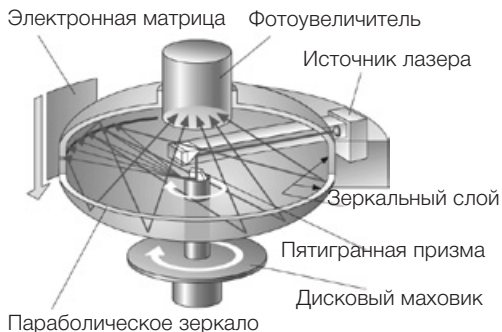 Электронная матрица
Фотоувеличитель
Источник лазера
Зеркальный слой
Пятигранная призма
Дисковый маховик
Параболическое зеркало